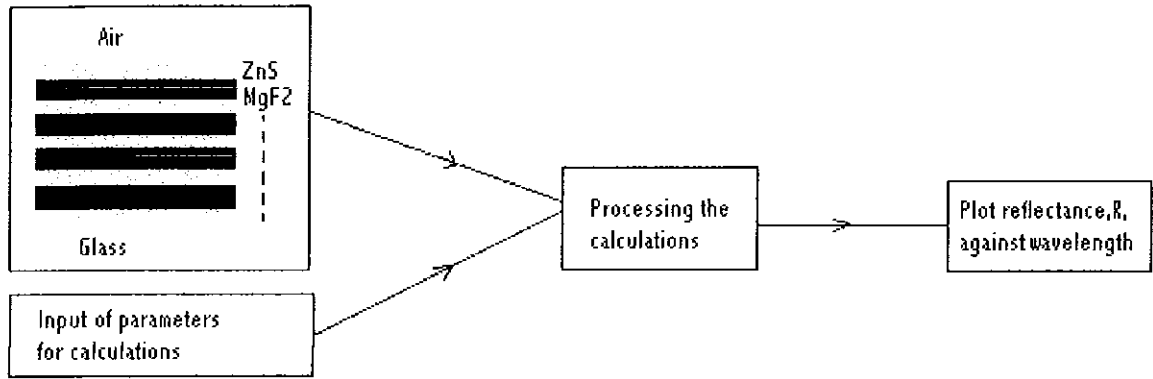 Air
ZnS
MgF2
Glass
Input of parameters
for calculations
Processing the
calculations
Plot reflectance,R,
against wavelength